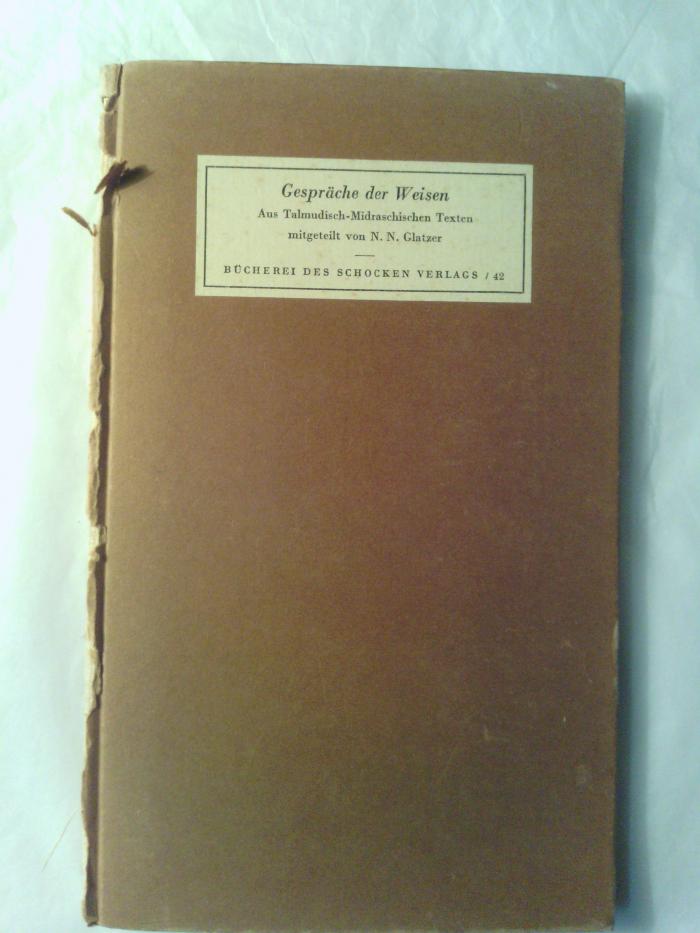 Gespräche der Weisen
Aus Talmudisch-Midraschischen Texten
mitgeteilt von N. N. Glatzer
BÜCHEREI DES SCHOCKEN VERLAGS / 42